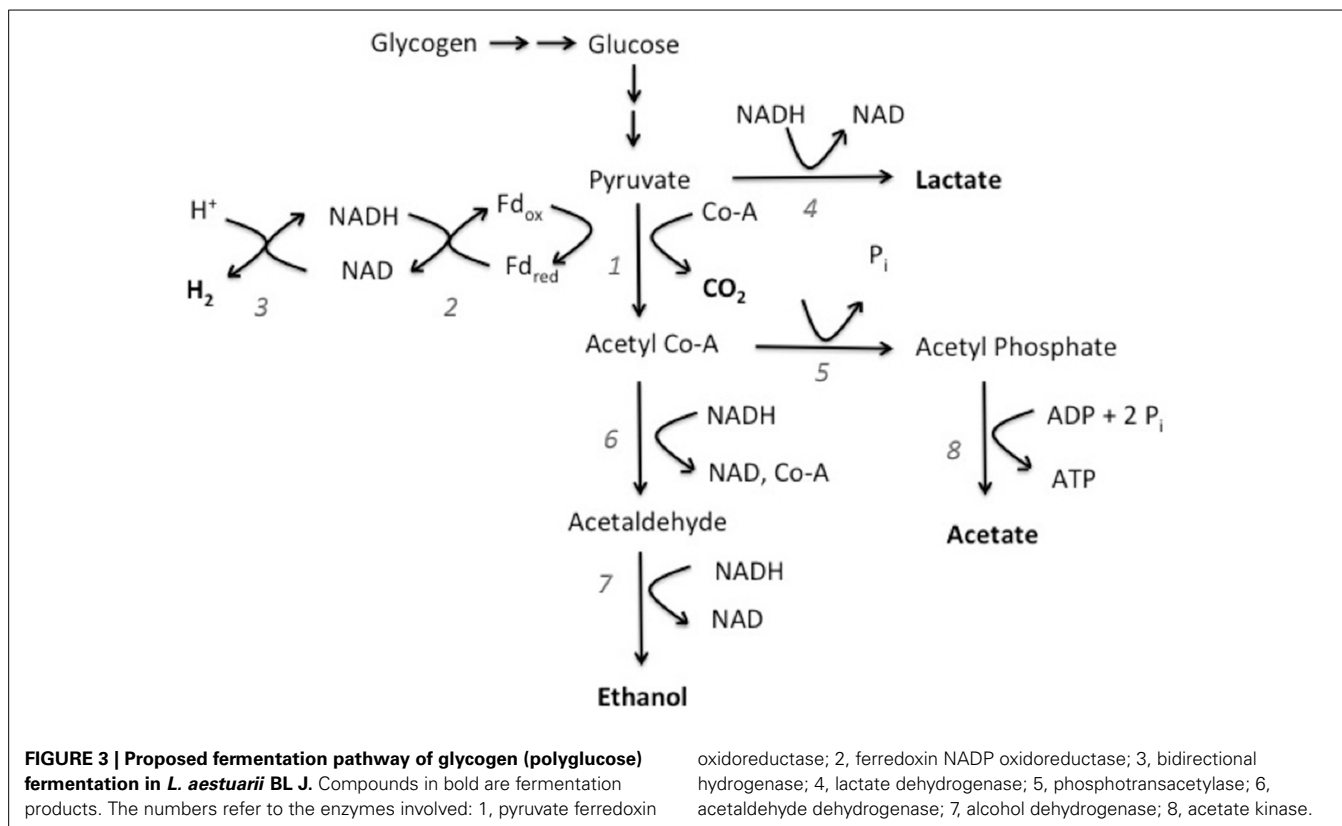 Glycogen
Glucose
NADH
NAD
Pyruvate
Lactate
4
H⁺
NADH
Fdox
Co-A
Pi
NAD
Fdred
1
CO₂
H₂
3
2
Acetyl Co-A
Acetyl Phosphate
5
NADH
ADP + 2 Pi
6
8
NAD, Co-A
ATP
Acetaldehyde
Acetate
NADH
7
NAD
Ethanol
FIGURE 3 | Proposed fermentation pathway of glycogen (polyglucose)
fermentation in L. aestuarii BL J. Compounds in bold are fermentation
products. The numbers refer to the enzymes involved: 1, pyruvate ferredoxin
oxidoreductase; 2, ferredoxin NADP oxidoreductase; 3, bidirectional
hydrogenase; 4, lactate dehydrogenase; 5, phosphotransacetylase; 6,
acetaldehyde dehydrogenase; 7, alcohol dehydrogenase; 8, acetate kinase.